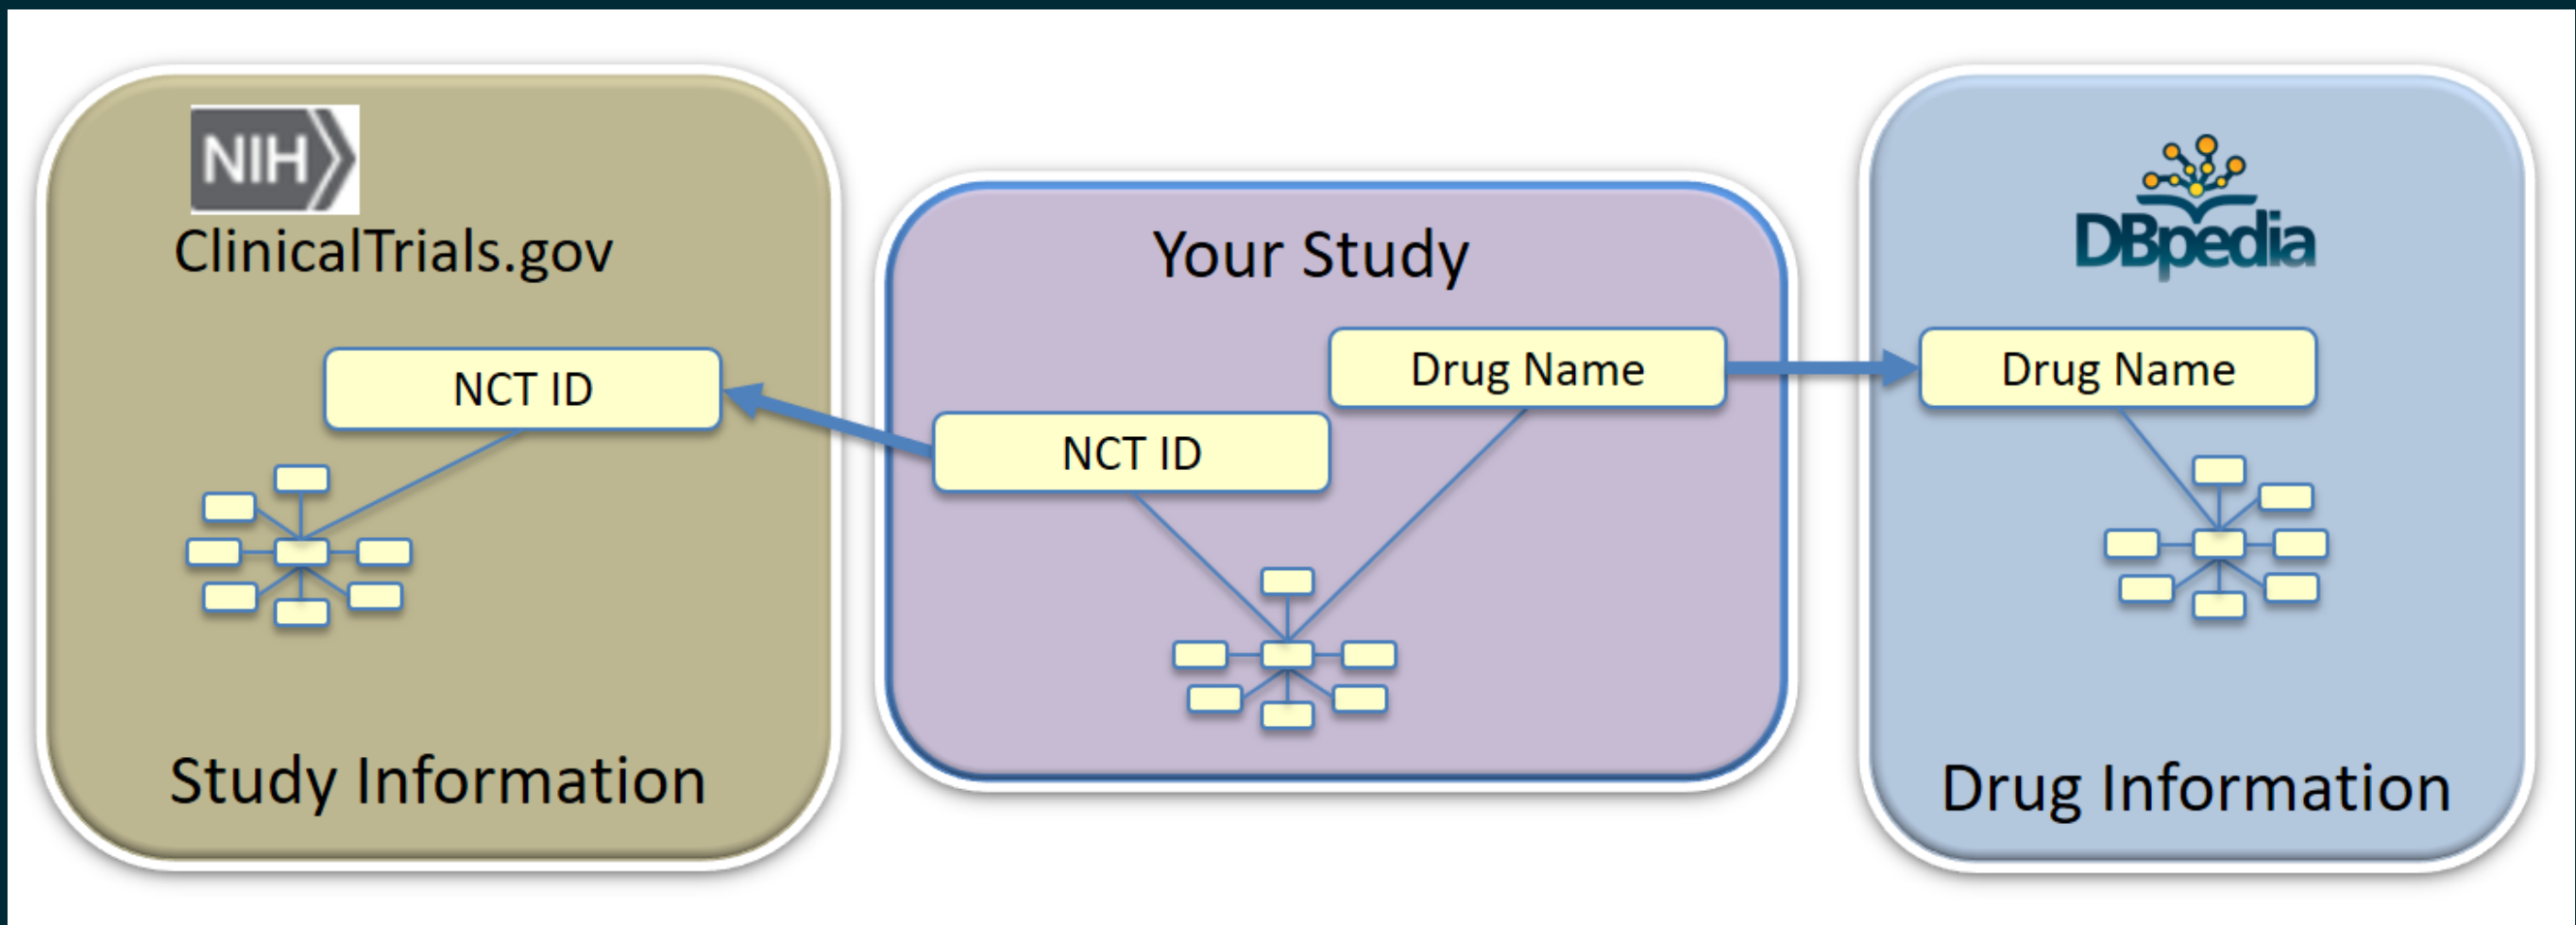 NIH
ClinicalTrials.gov
NCT ID
Study Information
Your Study
Drug Name
NCT ID
DBpedia
Drug Name
Drug Information